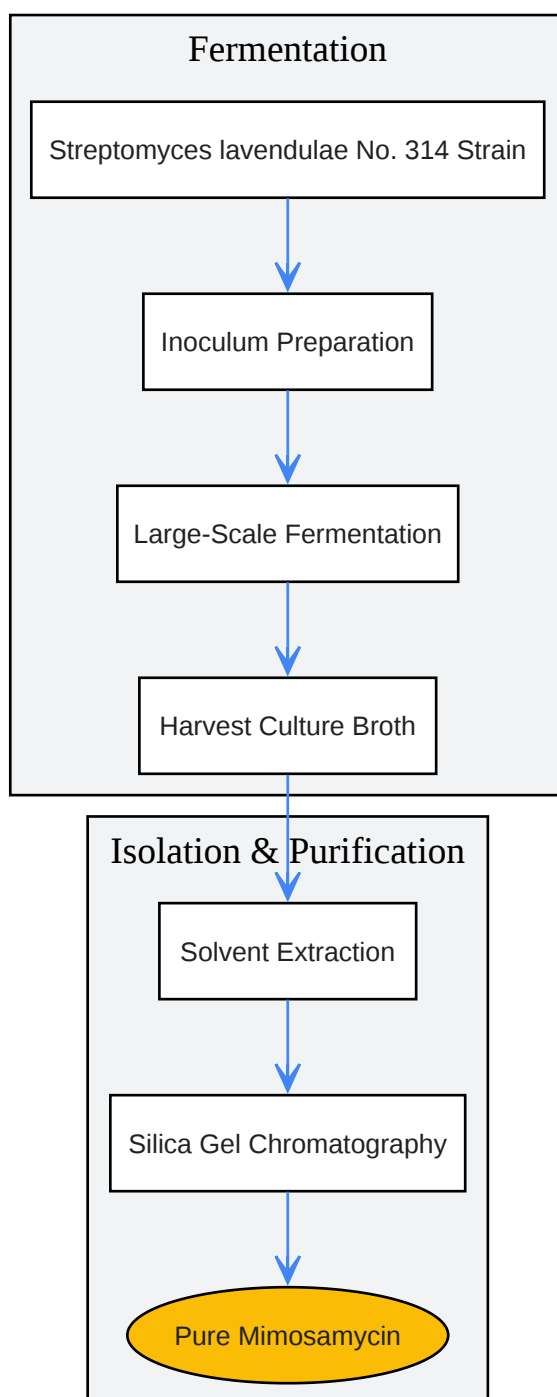 Fermentation
Streptomyces lavendulae No. 314 Strain
Inoculum Preparation
Large-Scale Fermentation
Harvest Culture Broth
Isolation & Purification
Solvent Extraction
Silica Gel Chromatography
Pure Mimosamycin